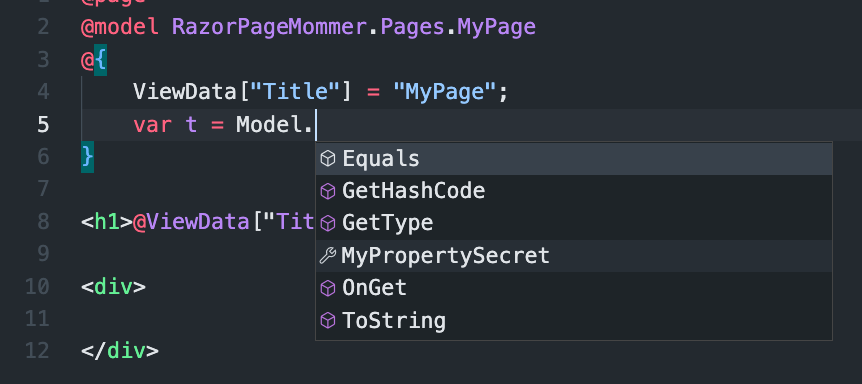 @page
2 @model RazorPageMommer.Pages.MyPage
3 @{
4 ViewData["Title"] = "MyPage";
5 var t = Model.
6 }
Equals
7
GetHashCode
8 <h1>@ViewData["Tit
GetType
9
MyPropertySecret
10 <div>
OnGet
11
ToString
12 </div>